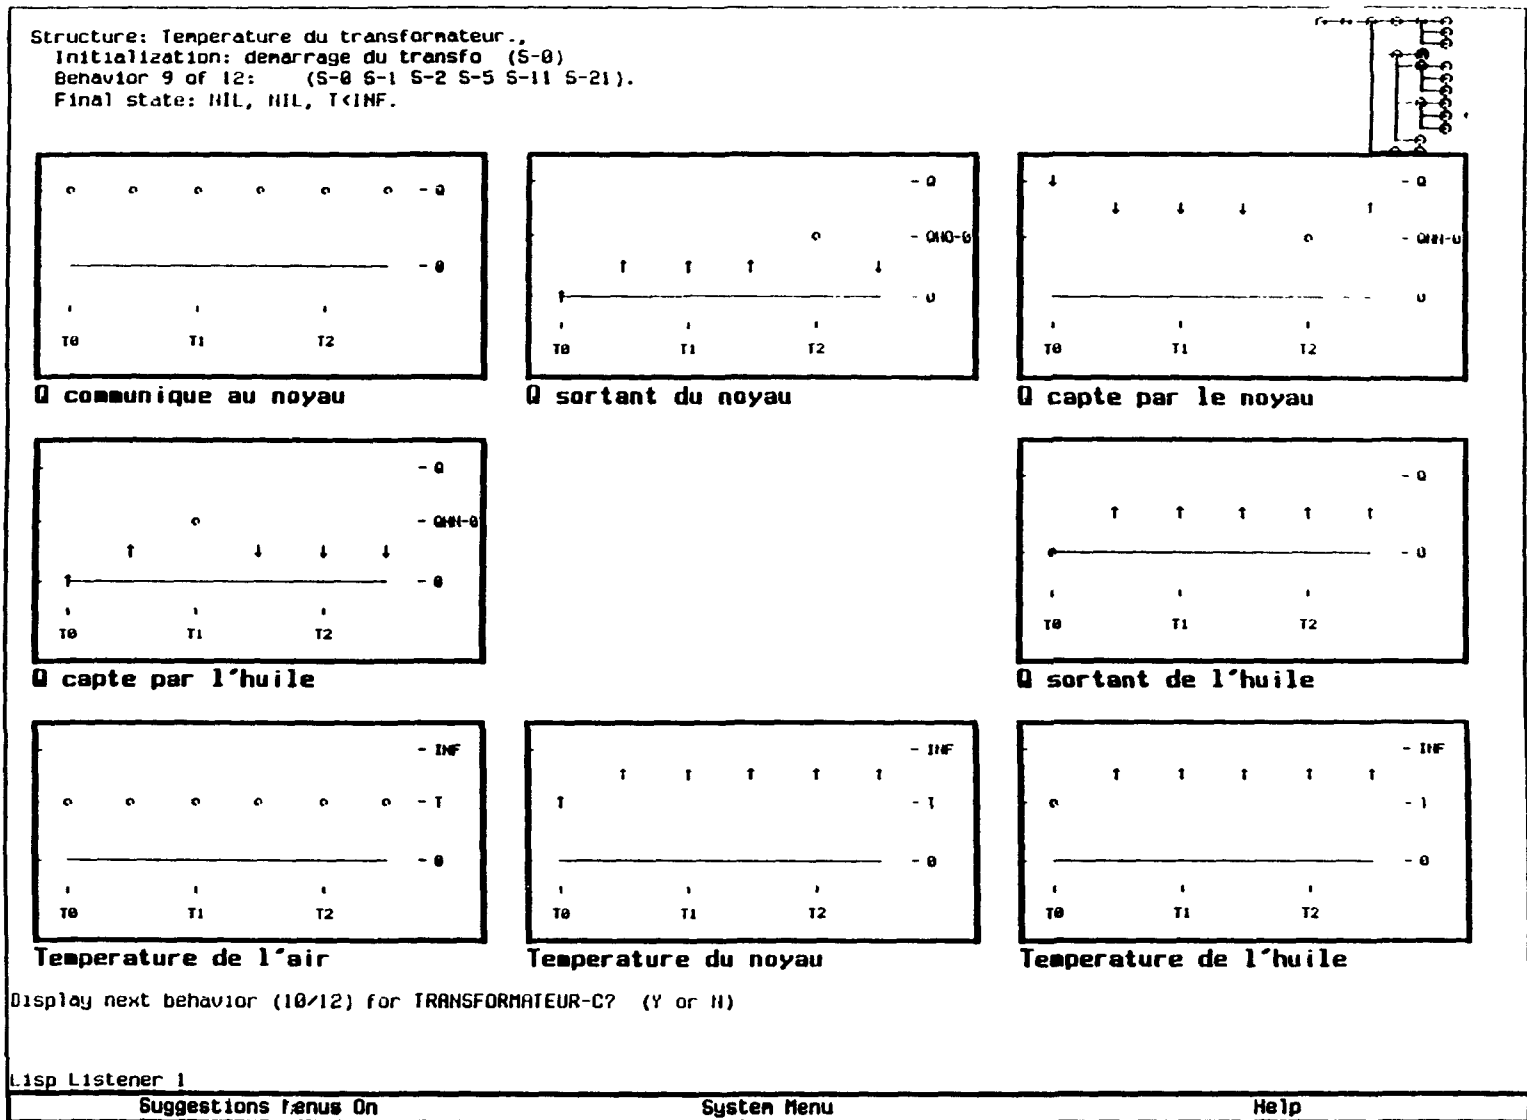 Structure: Temperature du transformateur.,
Initialization: demarrage du transfo (S-0)
Behavior 9 of 12: (S-0 S-1 S-2 S-5 S-11 S-21).
Final state: NIL, NIL, T<INF.
- Q
- 0
T0 T1 T2
Q communique au noyau
- Q
- 0
T0 T1 T2
Q sortant du noyau
- Q
- 0
T0 T1 T2
Q capte par le noyau
- Q
- 0
T0 T1 T2
Q capte par l'huile
- Q
- 0
T0 T1 T2
Q sortant de l'huile
- INF
- T
- 0
T0 T1 T2
Temperature de l'air
- INF
- T
- 0
T0 T1 T2
Temperature du noyau
- INF
- T
- 0
T0 T1 T2
Temperature de l'huile
Display next behavior (10/12) for TRANSFORMATEUR-C? (Y or N)
Lisp Listener 1
Suggestions Menus On System Menu Help